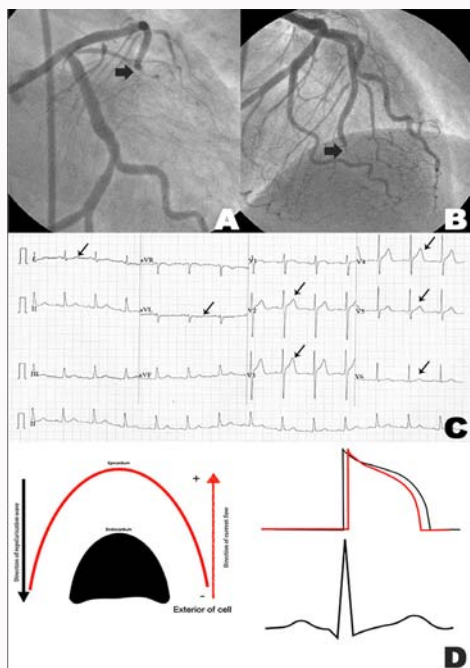 A
B
I
aVR
V1
V4
II
aVL
V2
V5
III
aVF
V3
V6
II
C
Epicardium
Endocardium
Direction of repolarisation wave
+
-
Direction of current flow
Exterior of cell
D